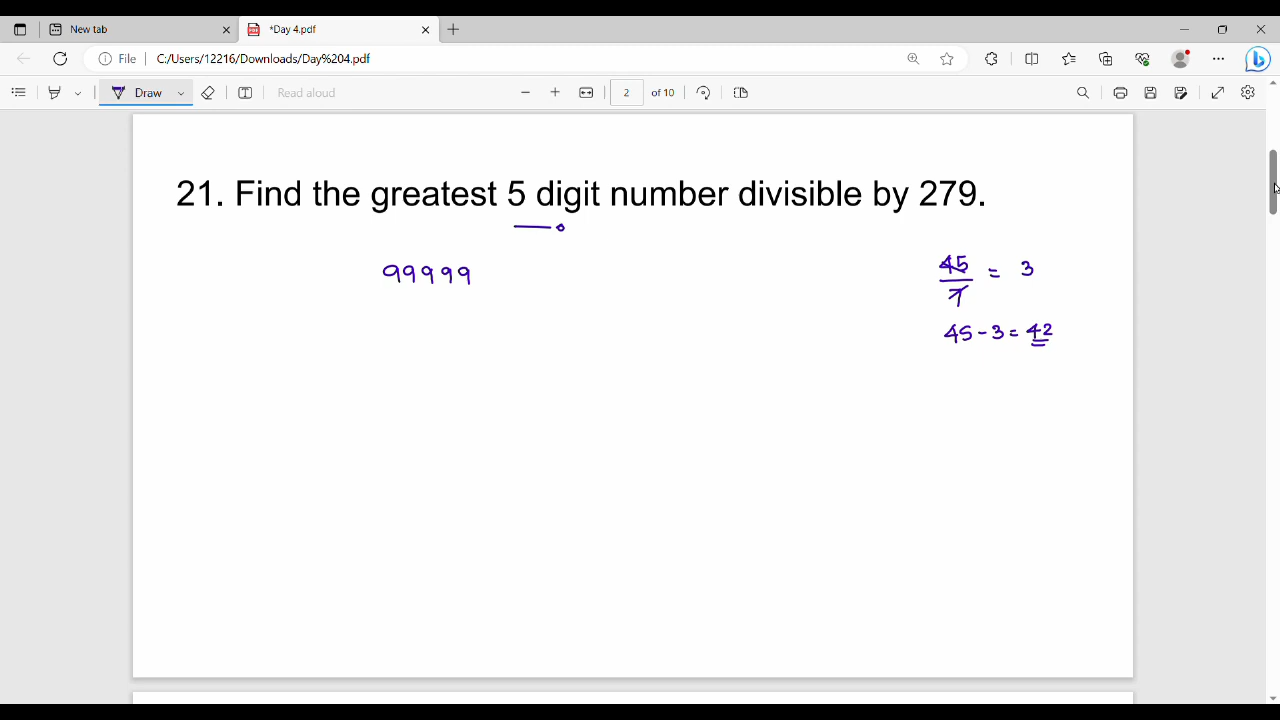 New tab
*Day 4.pdf
File
C:/Users/12216/Downloads/Day%204.pdf
Draw
Read aloud
2
of 10
21. Find the greatest 5 digit number divisible by 279.
99999
45/7 = 3
45 - 3 = 42